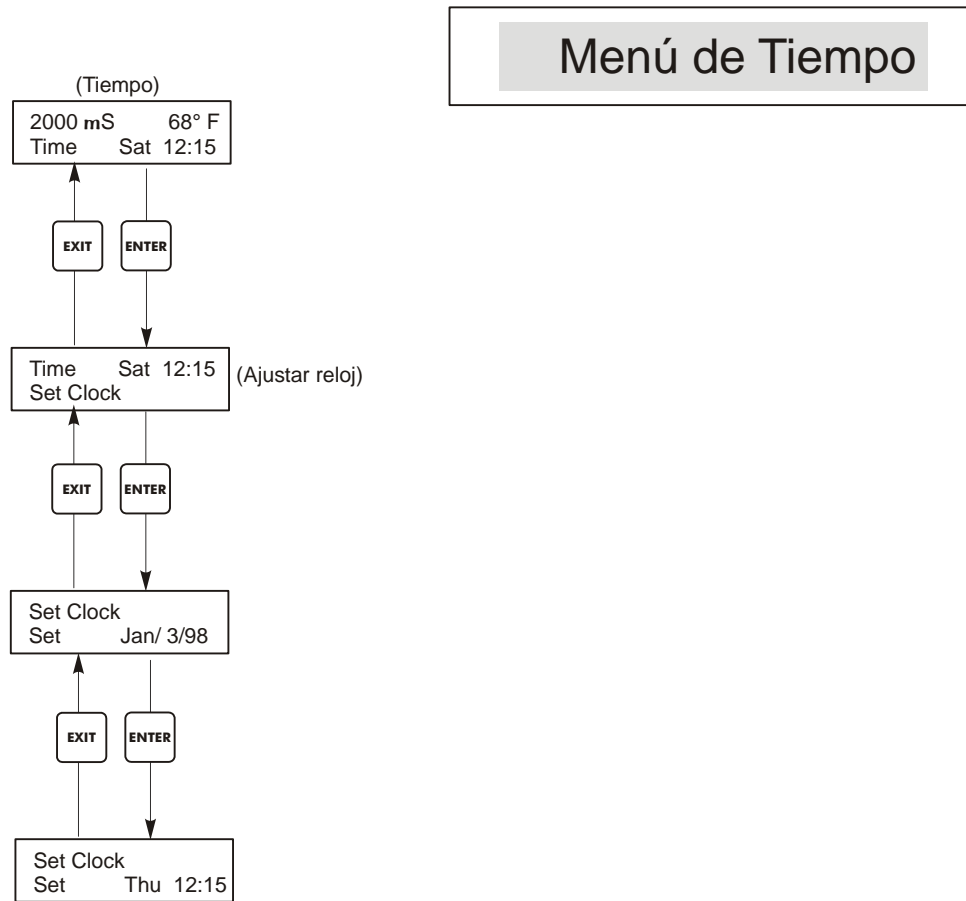 Menú de Tiempo
(Tiempo)
2000 mS 68° F
Time Sat 12:15
EXIT ENTER
Time Sat 12:15
Set Clock
(Ajustar reloj)
EXIT ENTER
Set Clock
Set Jan/ 3/98
EXIT ENTER
Set Clock
Set Thu 12:15